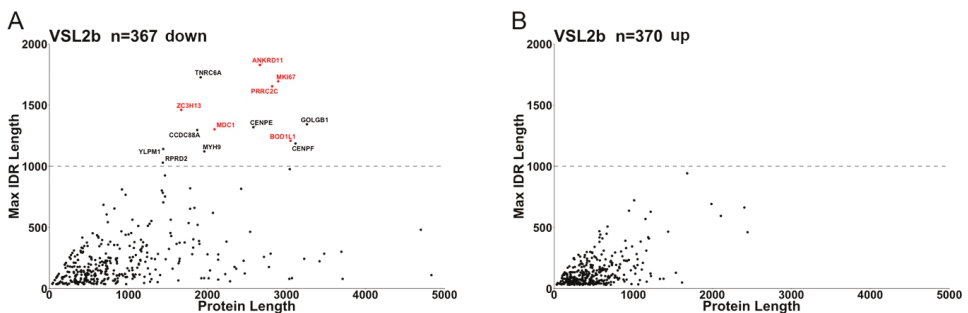 A
VSL2b n=367 down
2000
1500
1000
500
0
Max IDR Length
ANKRD11
TNRC6A
MKI67
PRRC2C
ZC3H13
GOLGB1
CENPE
MDC1
CCDC88A
BOD1L1
CENPF
MYH9
YLPM1
RPRD2
0 1000 2000 3000 4000 5000
Protein Length
B
VSL2b n=370 up
2000
1500
1000
500
0
Max IDR Length
0 1000 2000 3000 4000 5000
Protein Length